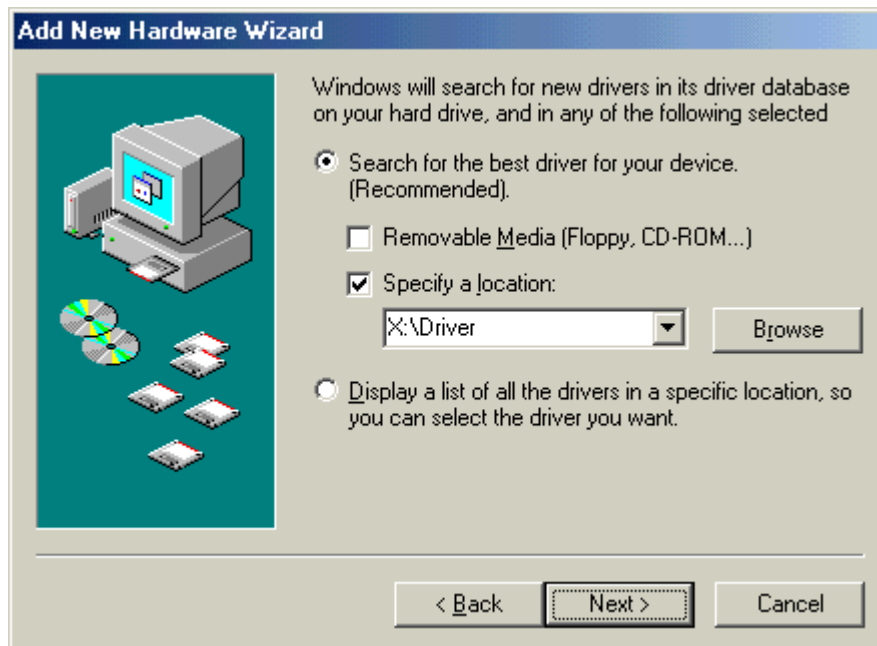 Add New Hardware Wizard
Windows will search for new drivers in its driver database
on your hard drive, and in any of the following selected
Search for the best driver for your device.
(Recommended).
Removable Media (Floppy, CD-ROM...)
Specify a location:
X:\Driver
Browse
Display a list of all the drivers in a specific location, so
you can select the driver you want.
< Back
Next >
Cancel